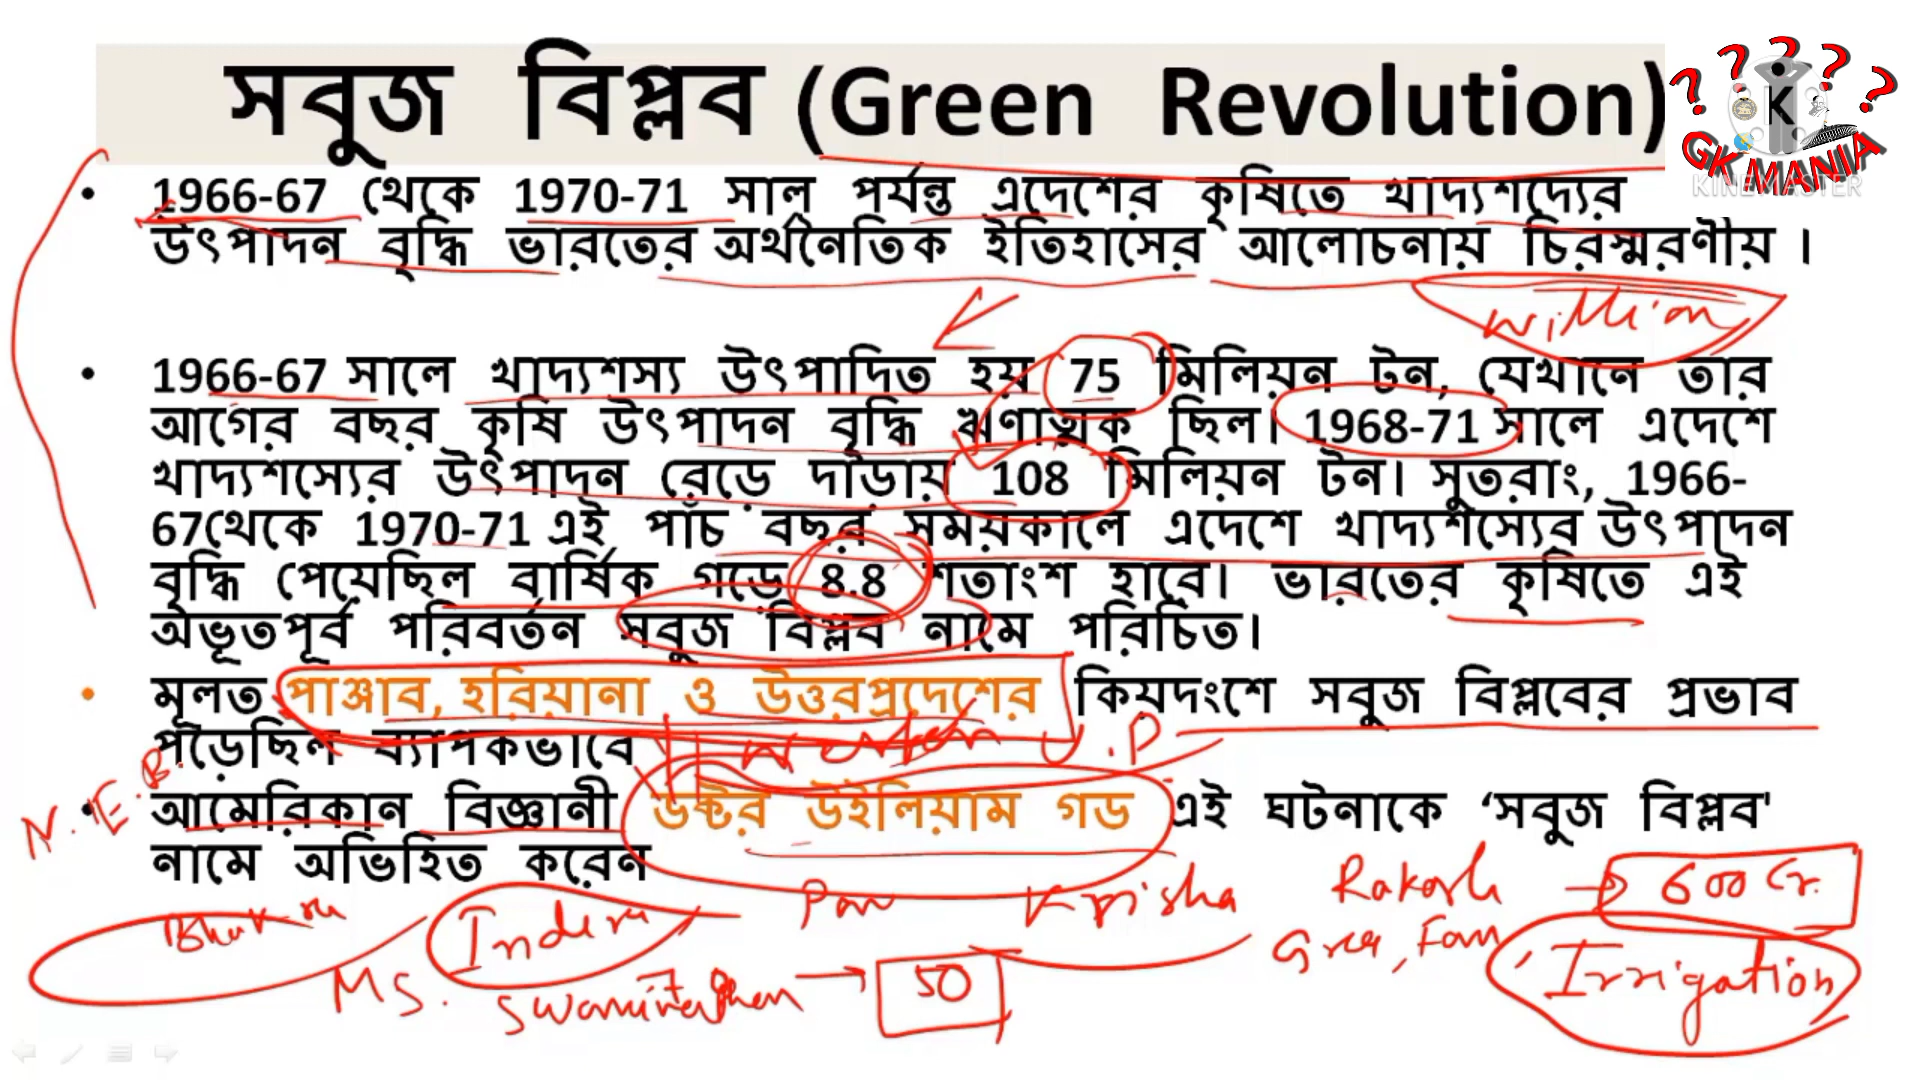 সবুজ বিপ্লব (Green Revolution)
GK MANIA
KINEMASTER
• 1966-67 থেকে 1970-71 সাল পর্যন্ত এদেশের কৃষিতে খাদ্যশদ্যের
উৎপাদন বৃদ্ধি ভারতের অর্থনৈতিক ইতিহাসের আলোচনায় চিরস্মরণীয় ।
• 1966-67 সালে খাদ্যশস্য উৎপাদিত হয় 75 মিলিয়ন টন, যেখানে তার
আগের বছর কৃষি উৎপাদন বৃদ্ধি ঋণাত্মক ছিল। 1968-71 সালে এদেশে
খাদ্যশস্যের উৎপাদন বেড়ে দাঁড়ায় 108 মিলিয়ন টন। সুতরাং, 1966-
67থেকে 1970-71 এই পাঁচ বছর সময়কালে এদেশে খাদ্যশস্যের উৎপাদন
বৃদ্ধি পেয়েছিল বার্ষিক গড়ে 8.8 শতাংশ হারে। ভারতের কৃষিতে এই
অভূতপূর্ব পরিবর্তন সবুজ বিপ্লব নামে পরিচিত।
• মূলত পাঞ্জাব, হরিয়ানা ও উত্তরপ্রদেশের কিয়দংশে সবুজ বিপ্লবের প্রভাব
পড়েছিল ব্যাপকভাবে
Western U.P.
N.E.B.
• আমেরিকান বিজ্ঞানী ডক্টর উইলিয়াম গড এই ঘটনাকে ‘সবুজ বিপ্লব'
নামে অভিহিত করেন
Indira Krisha Rakesh → 600 Cr.
MS. Swaminathan → 50 Irrigation